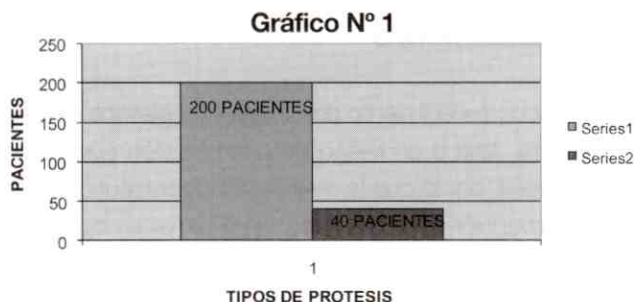 Gráfico Nº 1
250
200
150
100
50
0
PACIENTES
200 PACIENTES
40 PACIENTES
Series1
Series2
1
TIPOS DE PROTESIS